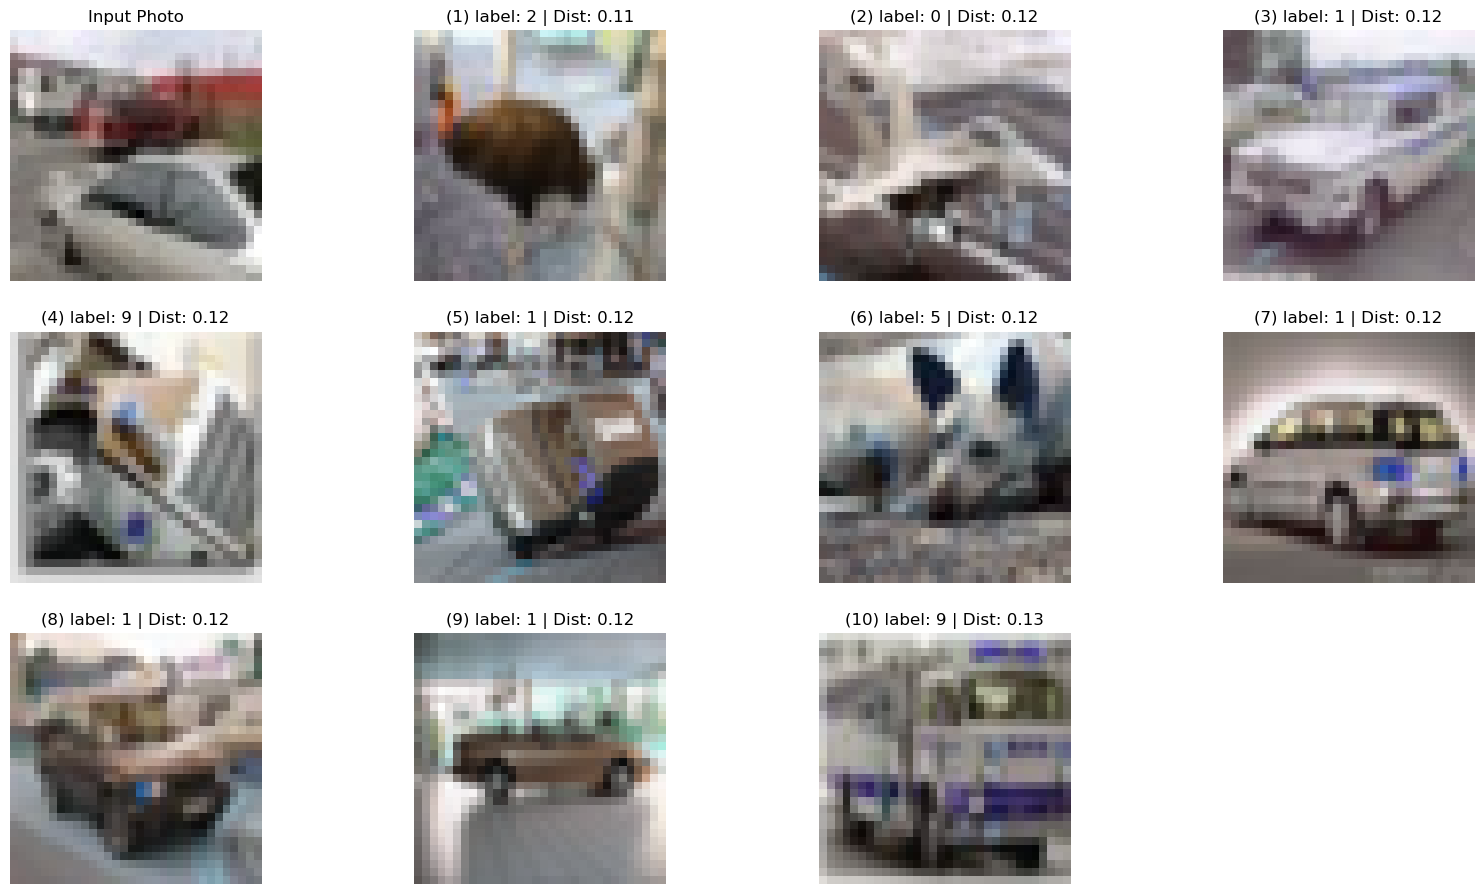 Input Photo
(1) label: 2 | Dist: 0.11
(2) label: 0 | Dist: 0.12
(3) label: 1 | Dist: 0.12
(4) label: 9 | Dist: 0.12
(5) label: 1 | Dist: 0.12
(6) label: 5 | Dist: 0.12
(7) label: 1 | Dist: 0.12
(8) label: 1 | Dist: 0.12
(9) label: 1 | Dist: 0.12
(10) label: 9 | Dist: 0.13